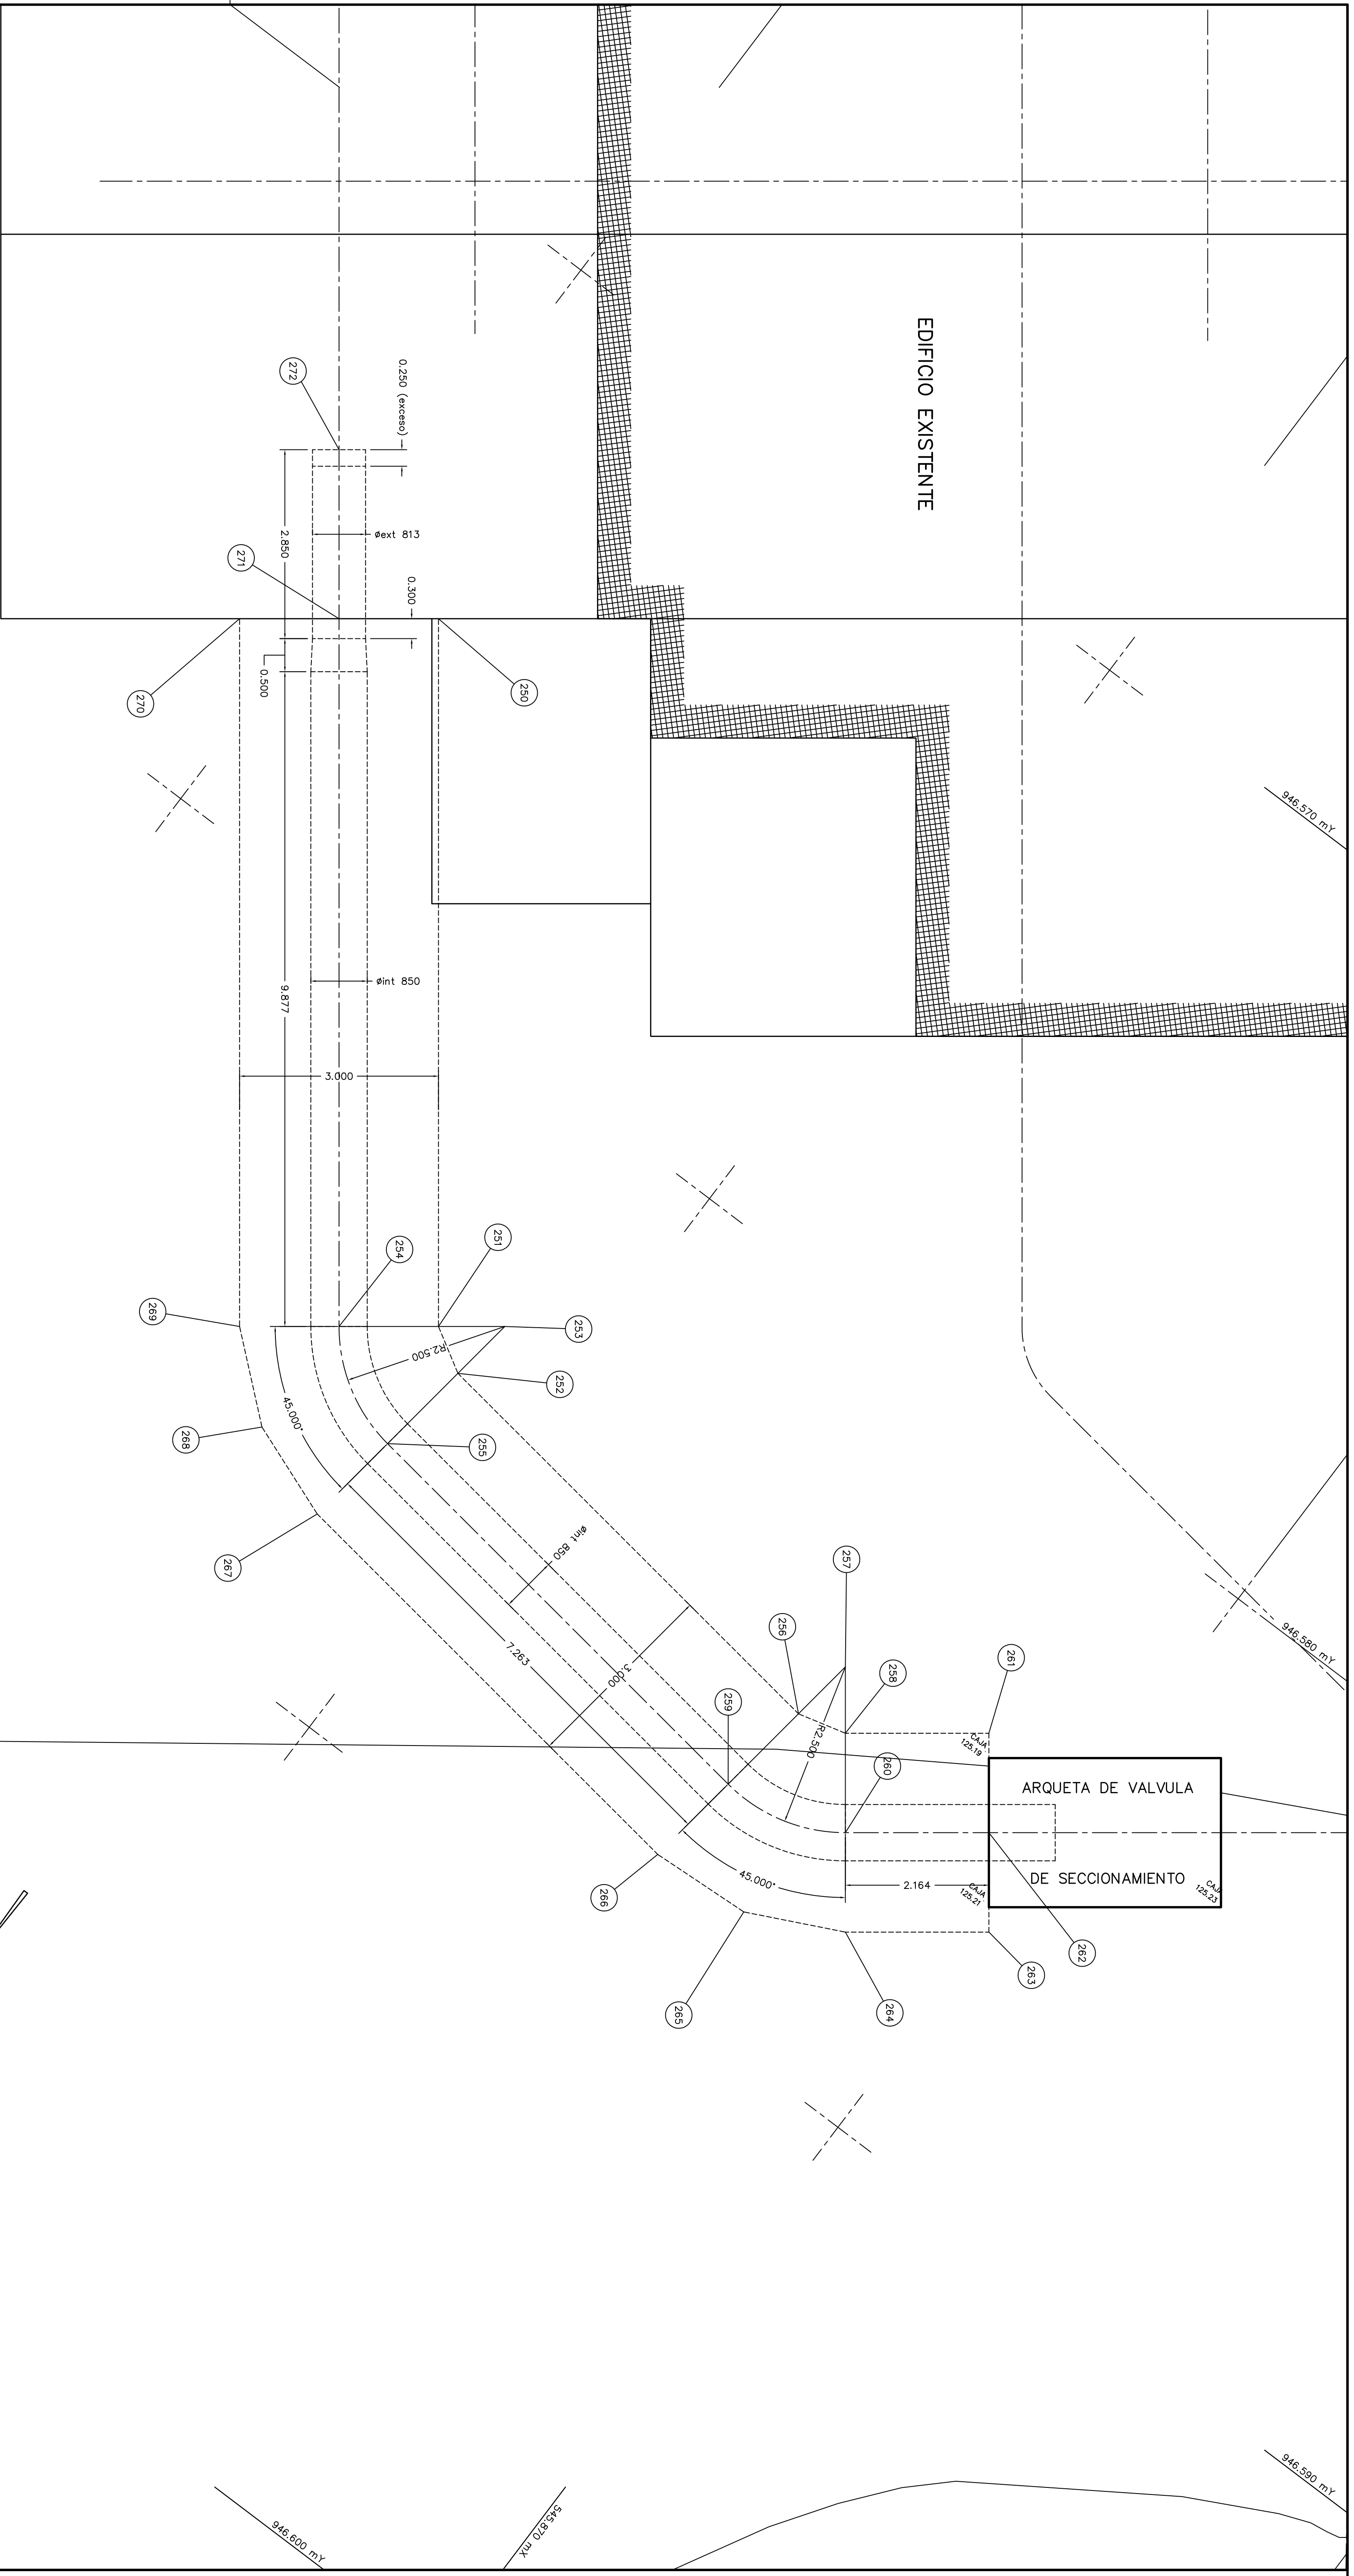 EDIFICIO EXISTENTE
272
0.250 (exceso)
øext 813
2.850
271
0.300
0.500
250
270
946.570 mY
øint 850
9.877
3.000
251
254
253
269
R2.500
252
45.000°
268
255
267
øint 850
257
256
258
261
946.580 mY
7.263
3.000
259
R2.500
260
CAJA
125.19
ARQUETA DE VALVULA
DE SECCIONAMIENTO
45.000°
2.164
CAJA
125.21
CAJA
125.23
266
262
263
265
264
946.590 mY
946.600 mY
545.870 mX